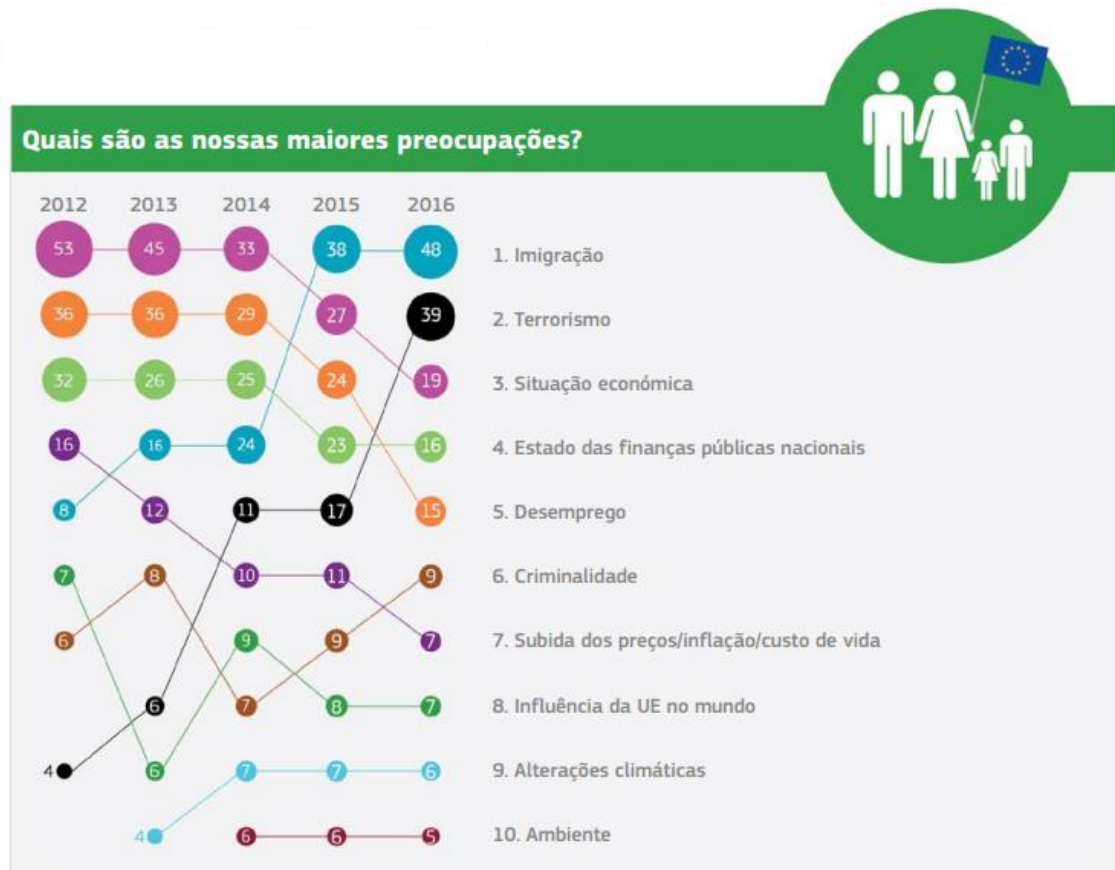 Quais são as nossas maiores preocupações?
2012 2013 2014 2015 2016
53 45 33 38 48 1. Imigração
36 36 29 27 39 2. Terrorismo
32 26 25 24 19 3. Situação económica
16 16 24 23 16 4. Estado das finanças públicas nacionais
8 12 11 17 15 5. Desemprego
7 8 10 11 9 6. Criminalidade
6 9 9 7 7. Subida dos preços/inflação/custo de vida
6 7 8 7 8. Influência da UE no mundo
4 6 7 7 6 9. Alterações climáticas
4 6 6 5 10. Ambiente